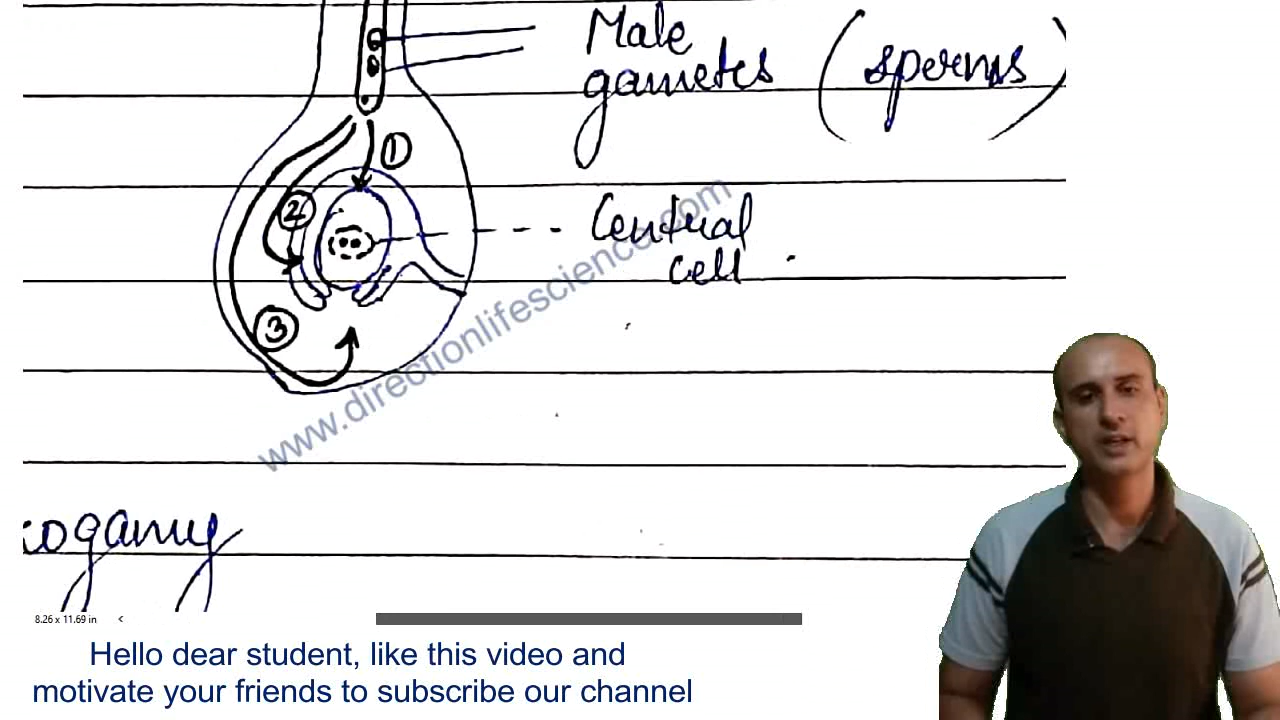 Male
gametes (sperms)
①
②
Central
cell
③
www.directionlifescience.com
ogamy
8.26 x 11.69 in <
Hello dear student, like this video and
motivate your friends to subscribe our channel